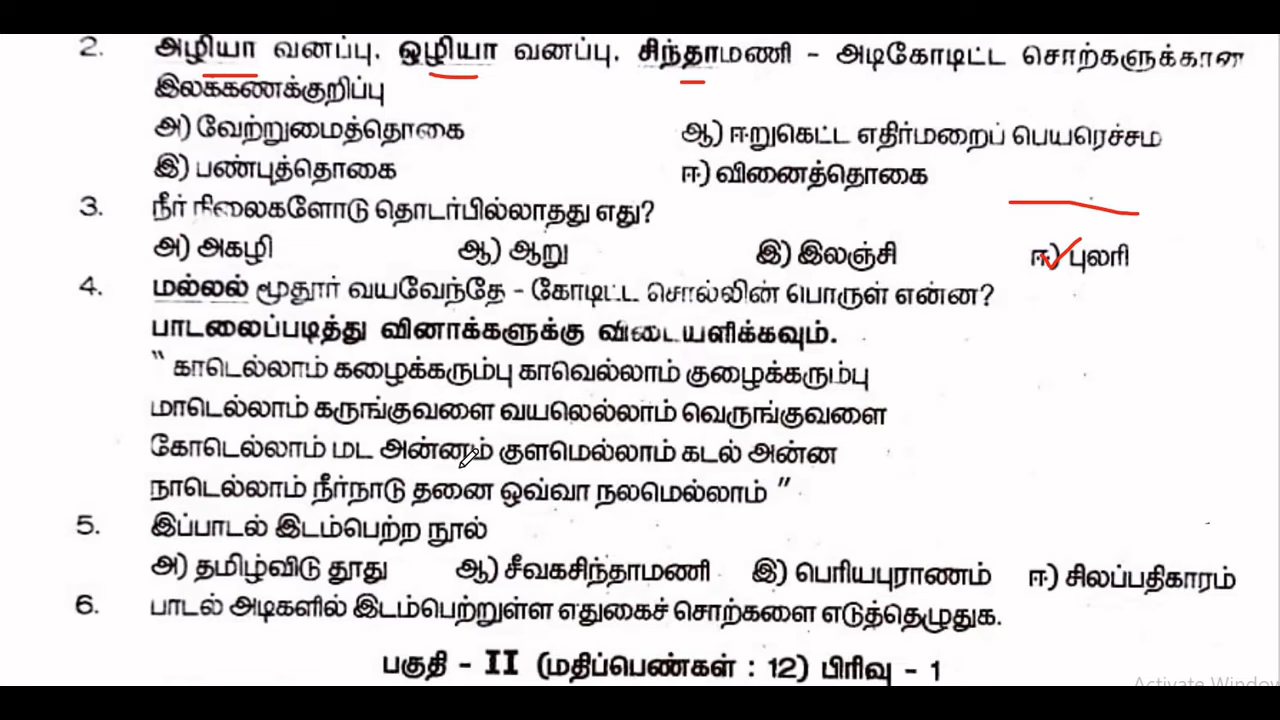 2. அழியா வனப்பு, ஒழியா வனப்பு, சிந்தாமணி - அடிகோடிட்ட சொற்களுக்கான
இலக்கணக்குறிப்பு
அ) வேற்றுமைத்தொகை ஆ) ஈறுகெட்ட எதிர்மறைப் பெயரெச்சம
இ) பண்புத்தொகை ஈ) வினைத்தொகை
3. நீர் நிலைகளோடு தொடர்பில்லாதது எது?
அ) அகழி ஆ) ஆறு இ) இலஞ்சி ஈ) புலரி
4. மல்லல் மூதூர் வயவேந்தே - கோடிட்ட சொல்லின் பொருள் என்ன?
பாடலைப்படித்து வினாக்களுக்கு விடையளிக்கவும்.
" காடெல்லாம் கழைக்கரும்பு காவெல்லாம் குழைக்கரும்பு
மாடெல்லாம் கருங்குவளை வயலெல்லாம் வெருங்குவளை
கோடெல்லாம் மட அன்னம் குளமெல்லாம் கடல் அன்ன
நாடெல்லாம் நீர்நாடு தனை ஒவ்வா நலமெல்லாம் "
5. இப்பாடல் இடம்பெற்ற நூல்
அ) தமிழ்விடு தூது ஆ) சீவகசிந்தாமணி இ) பெரியபுராணம் ஈ) சிலப்பதிகாரம்
6. பாடல் அடிகளில் இடம்பெற்றுள்ள எதுகைச் சொற்களை எடுத்தெழுதுக.
பகுதி - II (மதிப்பெண்கள் : 12) பிரிவு - 1